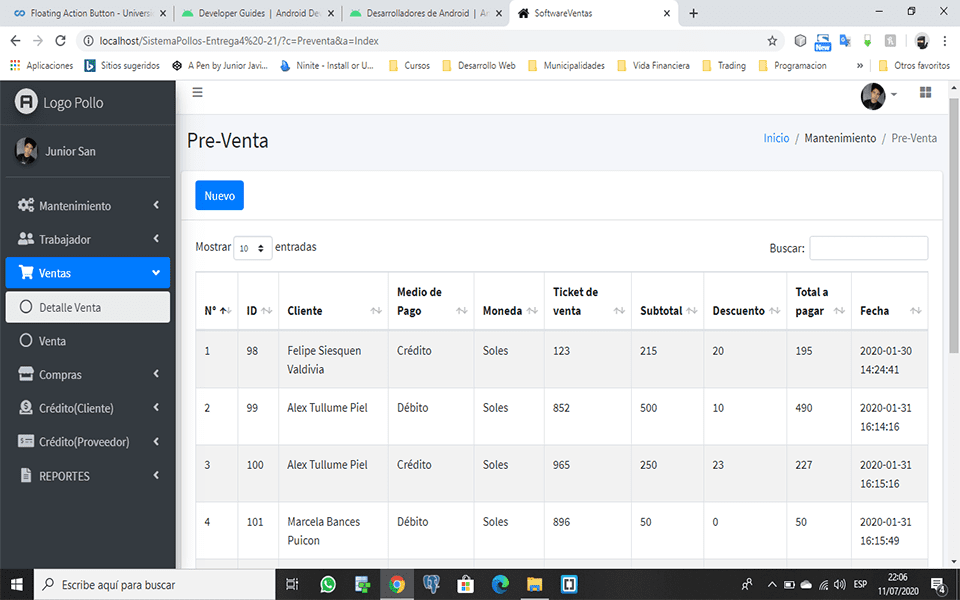 Floating Action Button - Universi
Developer Guides | Android De
Desarrolladores de Android | An
SoftwareVentas
localhost/SistemaPollos-Entrega4%20-21/?c=Preventa&a=Index
New
Aplicaciones
Sitios sugeridos
A Pen by Junior Javi...
Ninite - Install or U...
Cursos
Desarrollo Web
Municipalidades
Vida Financiera
Trading
Programacion
»
Otros favoritos
Logo Pollo
Junior San
Mantenimiento
Trabajador
Ventas
Detalle Venta
Venta
Compras
Crédito(Cliente)
Crédito(Proveedor)
REPORTES
Pre-Venta
Inicio / Mantenimiento / Pre-Venta
Nuevo
Mostrar 10 entradas
Buscar:
N° ID Cliente Medio de Pago Moneda Ticket de venta Subtotal Descuento Total a pagar Fecha
1 98 Felipe Siesquen Valdivia Crédito Soles 123 215 20 195 2020-01-30 14:24:41
2 99 Alex Tullume Piel Débito Soles 852 500 10 490 2020-01-31 16:14:16
3 100 Alex Tullume Piel Crédito Soles 965 250 23 227 2020-01-31 16:15:16
4 101 Marcela Bances Puicon Débito Soles 896 50 0 50 2020-01-31 16:15:49
Escribe aquí para buscar
ESP
22:06
11/07/2020
4